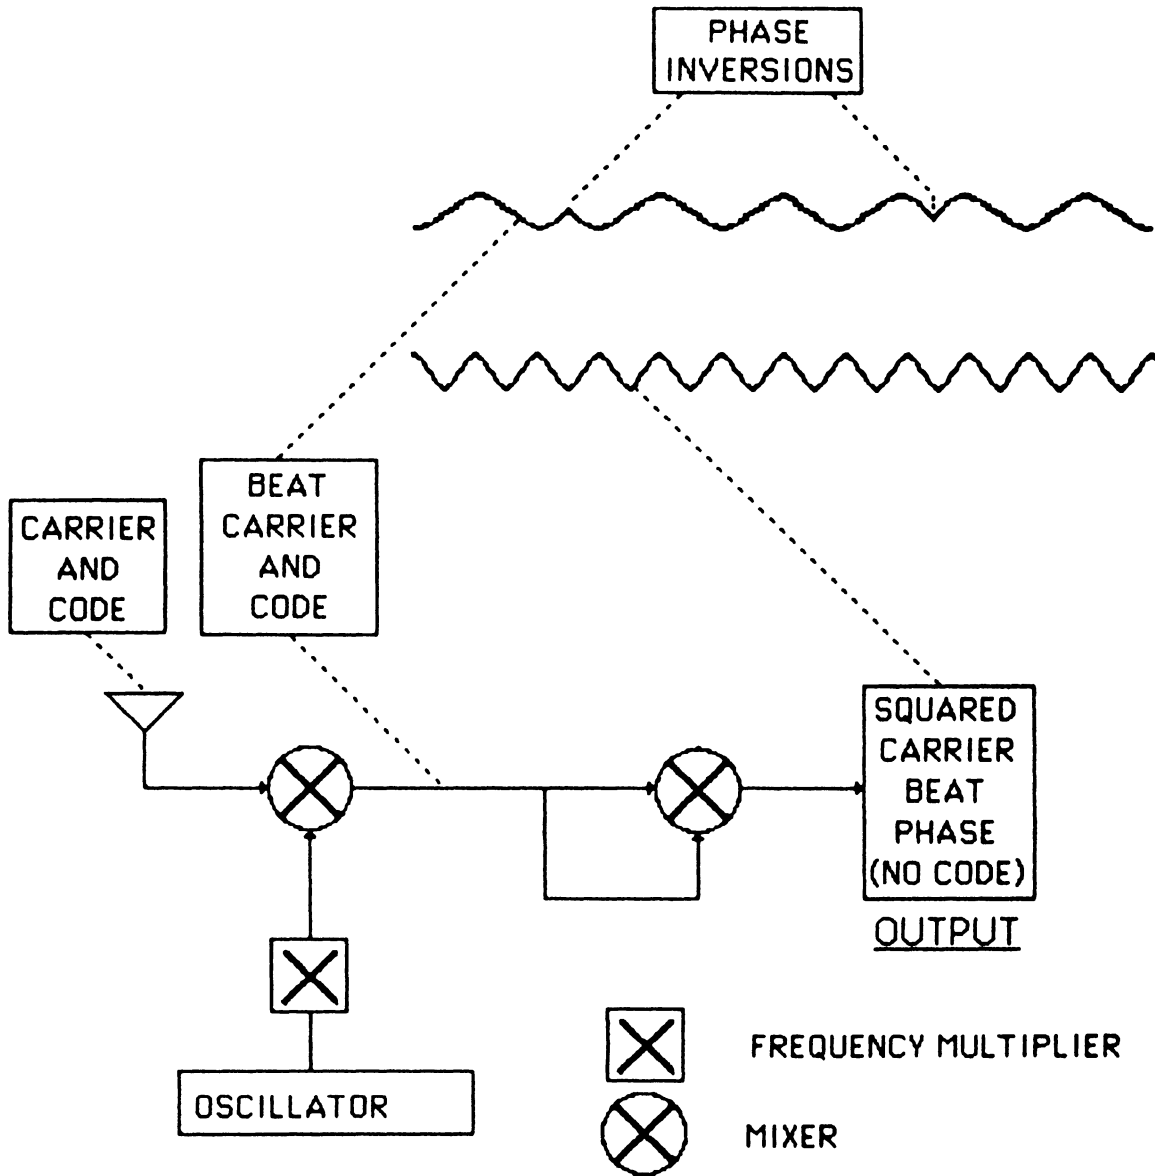 PHASE
INVERSIONS
BEAT
CARRIER
AND
CODE
CARRIER
AND
CODE
SQUARED
CARRIER
BEAT
PHASE
(NO CODE)
OUTPUT
FREQUENCY MULTIPLIER
OSCILLATOR
MIXER